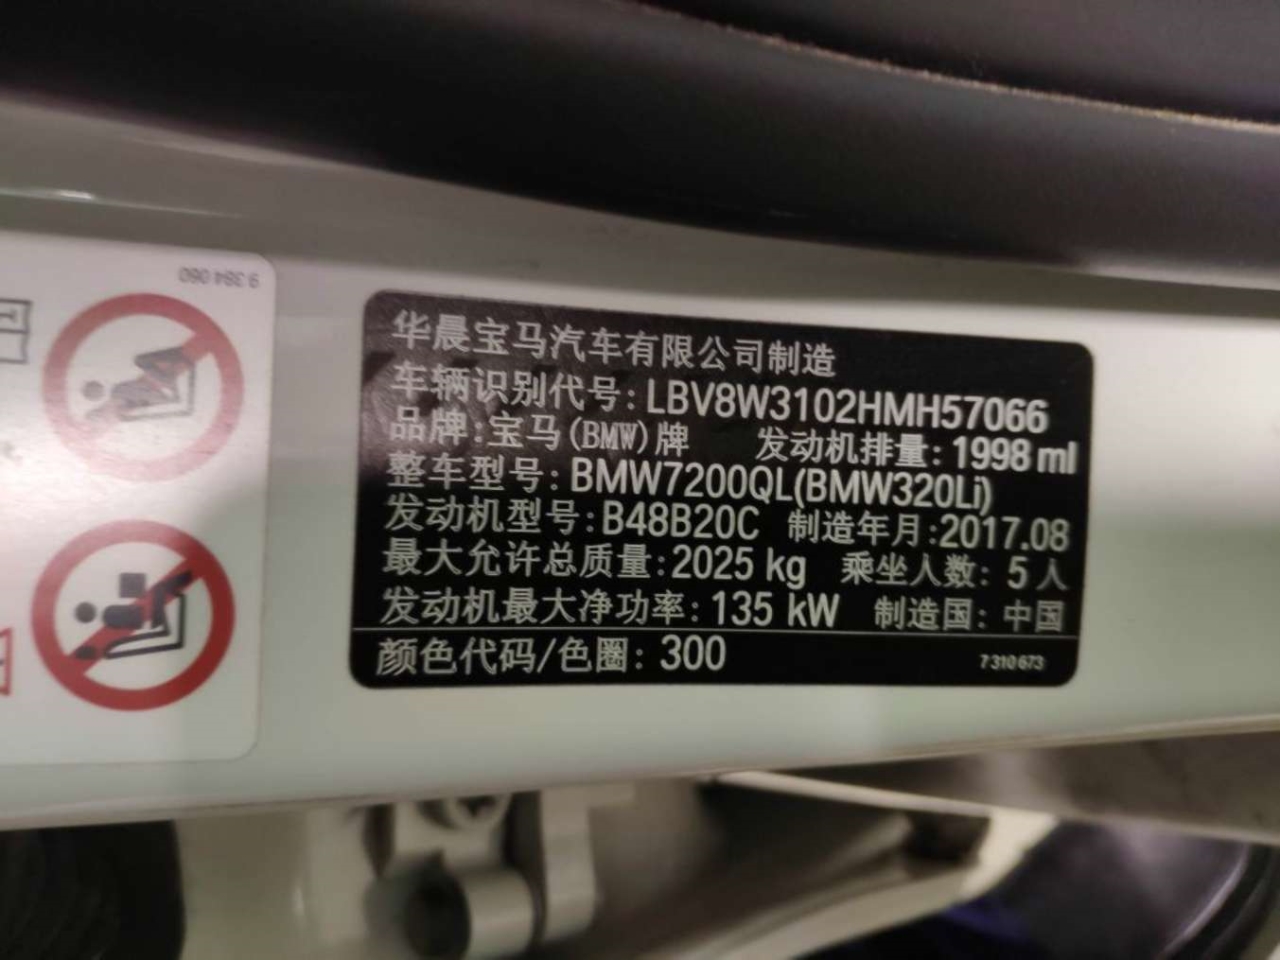 9 384 060
华晨宝马汽车有限公司制造
车辆识别代号: LBV8W3102HMH57066
品牌: 宝马(BMW)牌 发动机排量: 1998 ml
整车型号: BMW7200QL(BMW320Li)
发动机型号: B48B20C 制造年月: 2017.08
最大允许总质量: 2025 kg 乘坐人数: 5人
发动机最大净功率: 135 kW 制造国: 中国
颜色代码/色圈: 300
7 310 673